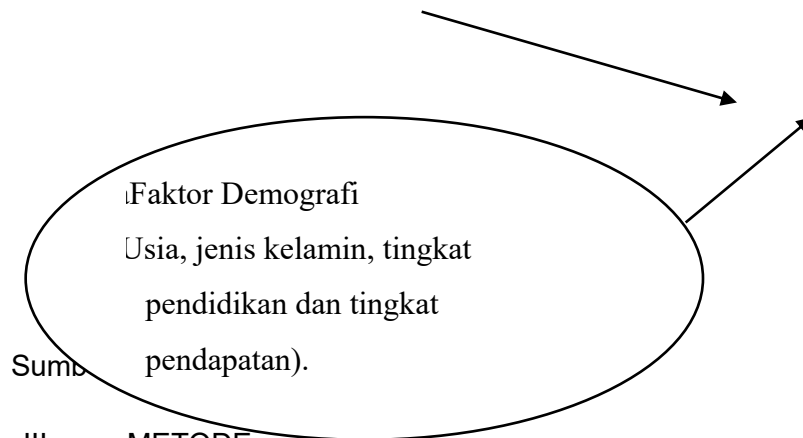 Faktor Demografi
Usia, jenis kelamin, tingkat
pendidikan dan tingkat
pendapatan).